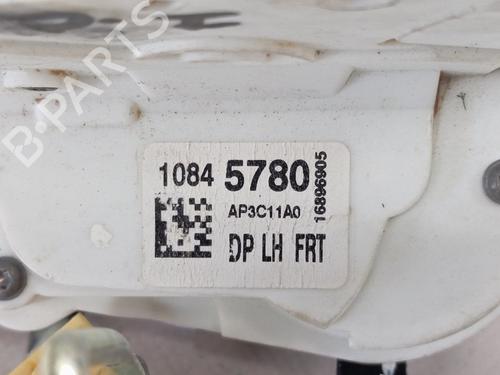 B-PARTS
1084 5780
AP3C11A0
16896905
DP LH FRT